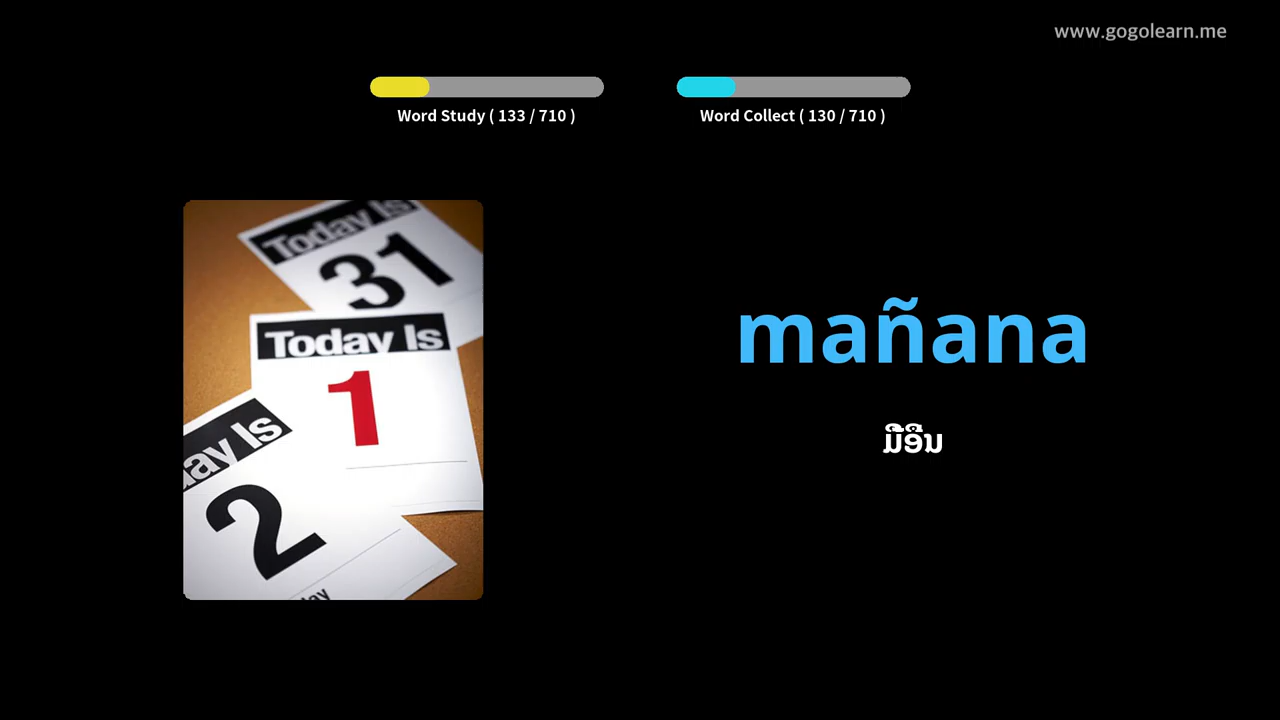 www.gogolearn.me
Word Study ( 133 / 710 )
Word Collect ( 130 / 710 )
Today Is
31
Today Is
1
day Is
2
mañana
ມື້ອື່ນ